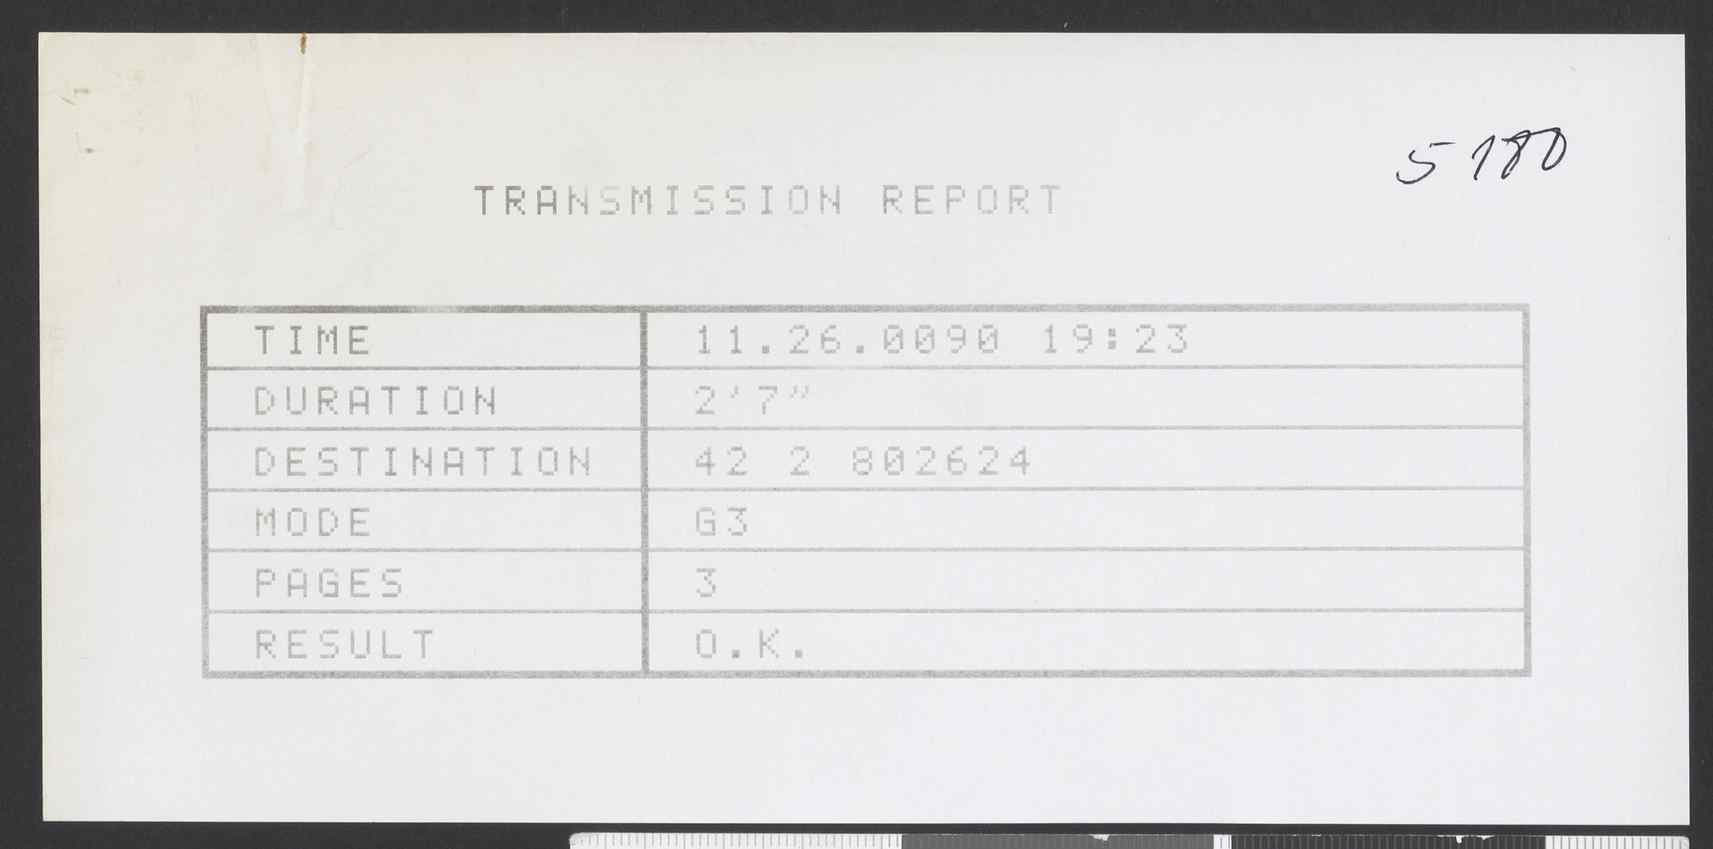 5180
TRANSMISSION REPORT
TIME 11.26.0090 19:23
DURATION 2'7"
DESTINATION 42 2 802624
MODE G3
PAGES 3
RESULT O.K.